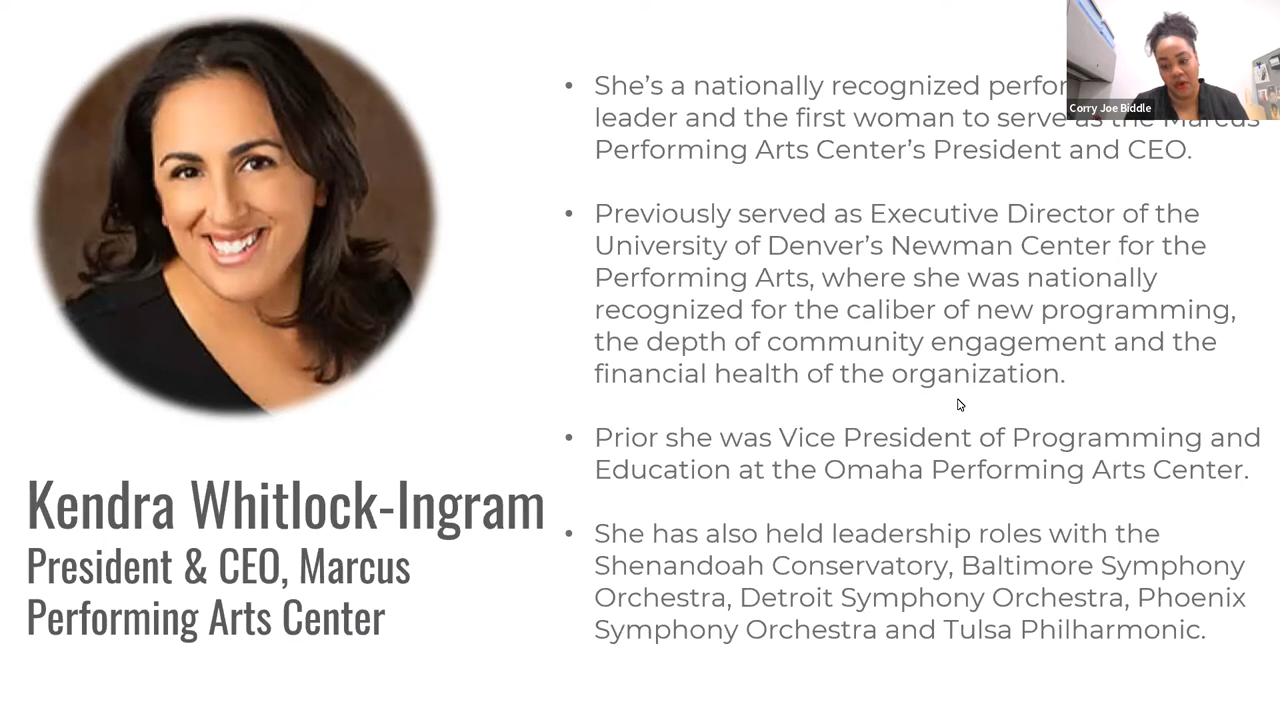 Corry Joe Biddle
• She’s a nationally recognized
leader and the first woman to serve as the Marcus
Performing Arts Center’s President and CEO.
• Previously served as Executive Director of the
University of Denver’s Newman Center for the
Performing Arts, where she was nationally
recognized for the caliber of new programming,
the depth of community engagement and the
financial health of the organization.
• Prior she was Vice President of Programming and
Education at the Omaha Performing Arts Center.
• She has also held leadership roles with the
Shenandoah Conservatory, Baltimore Symphony
Orchestra, Detroit Symphony Orchestra, Phoenix
Symphony Orchestra and Tulsa Philharmonic.
Kendra Whitlock-Ingram
President & CEO, Marcus
Performing Arts Center